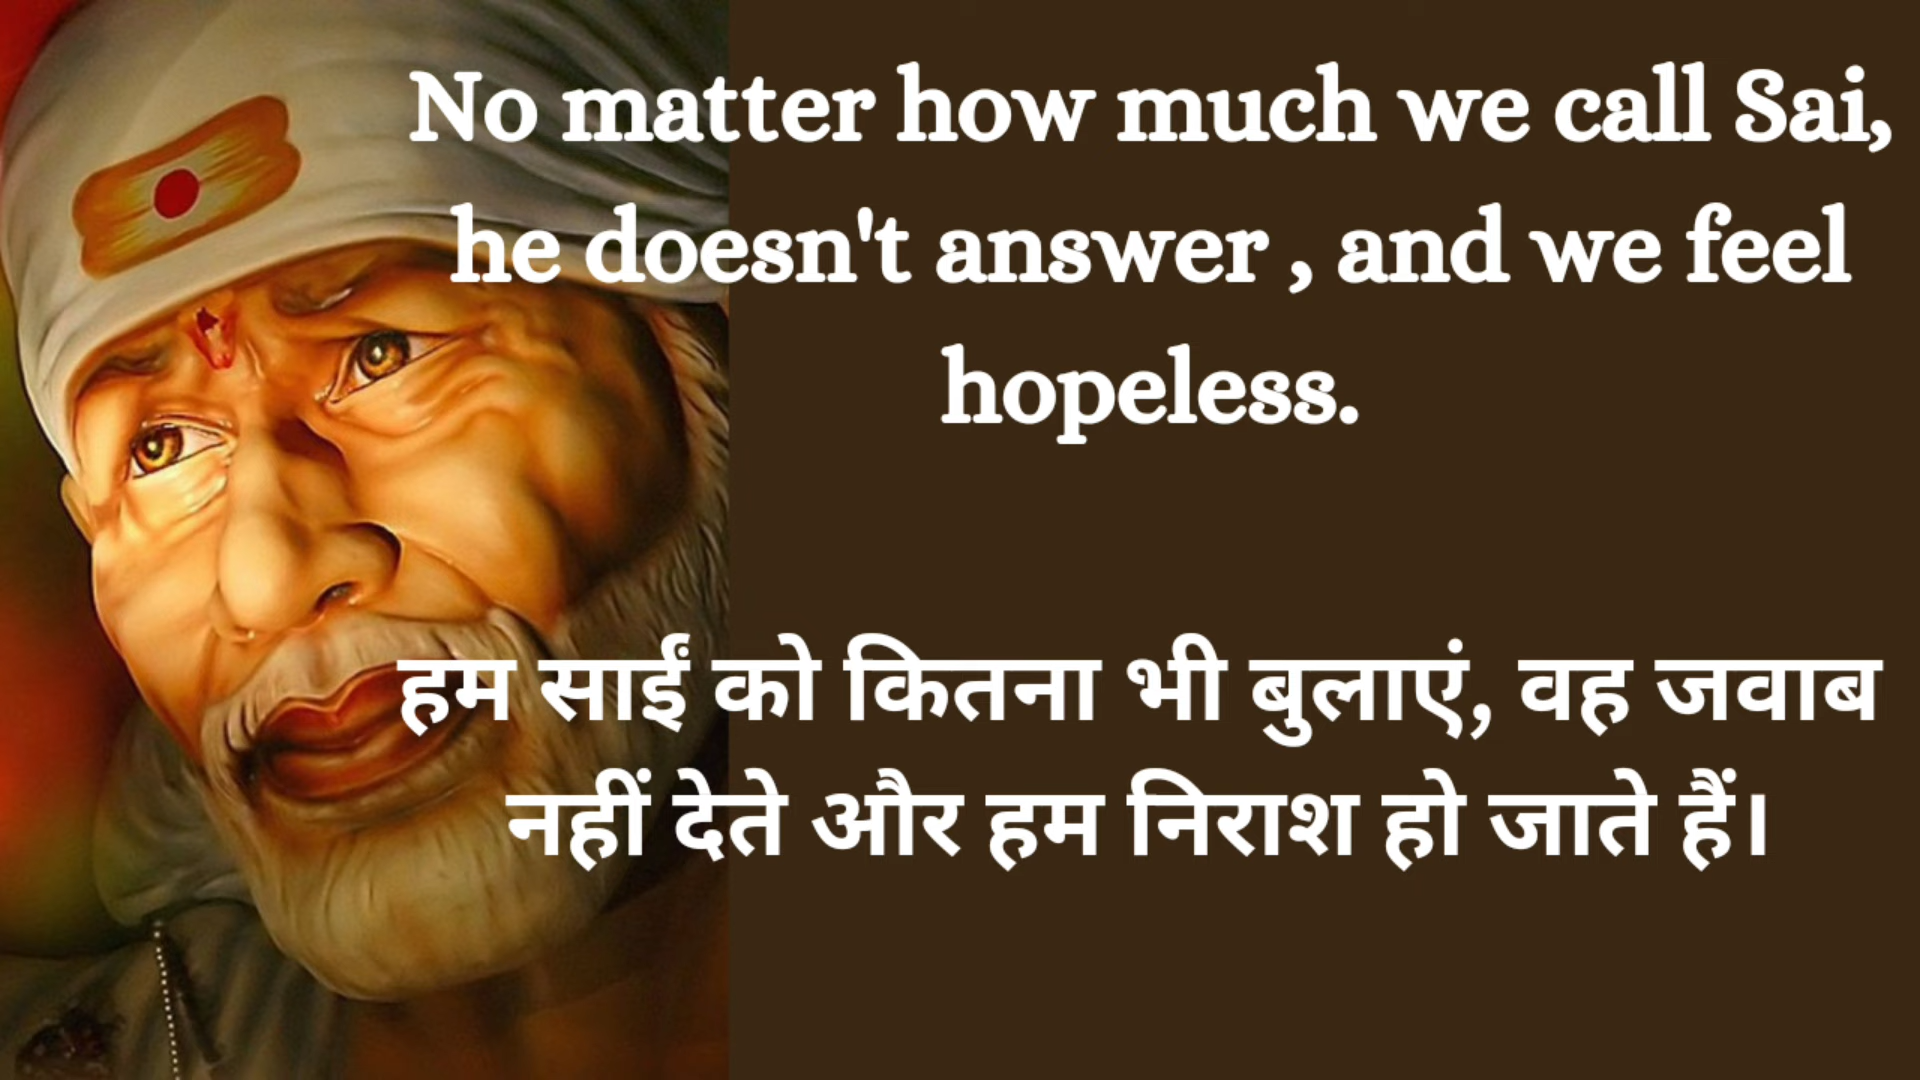 No matter how much we call Sai,
he doesn't answer , and we feel
hopeless.
हम साईं को कितना भी बुलाएं, वह जवाब
नहीं देते और हम निराश हो जाते हैं।